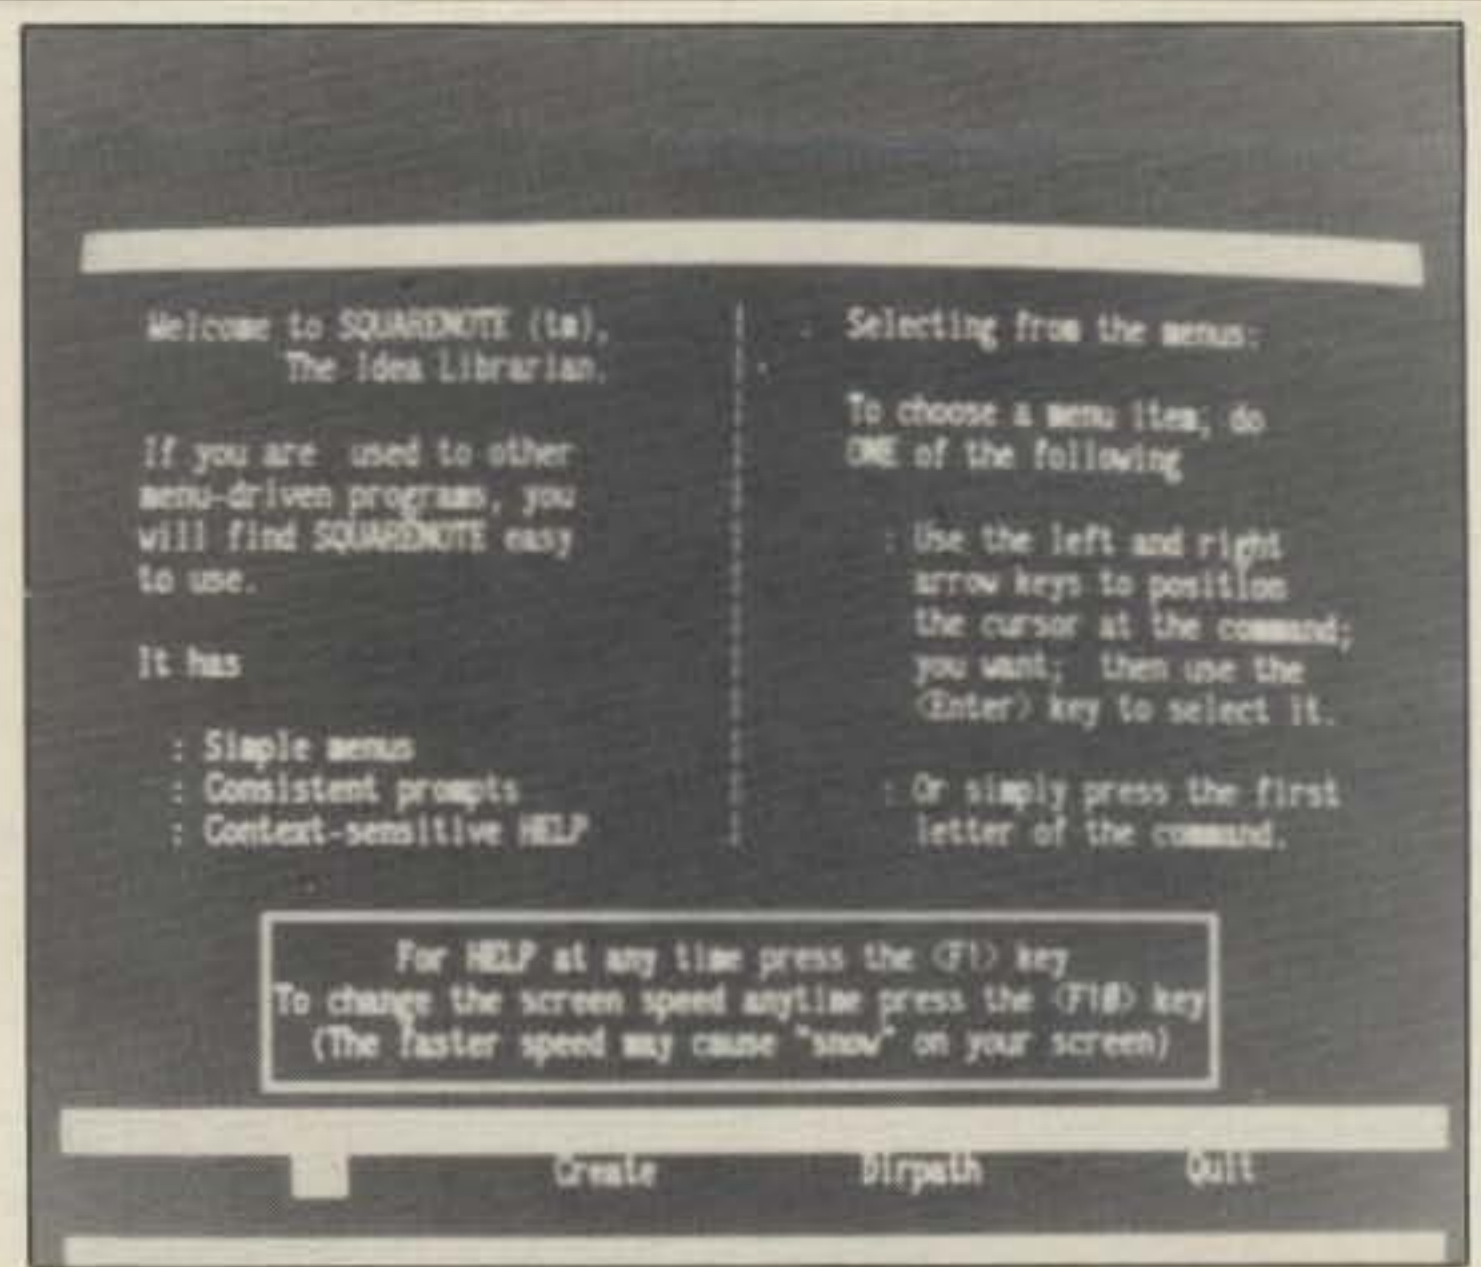 Welcome to SQUARENOTE (tm),
The Idea Librarian.
If you are used to other
menu-driven programs, you
will find SQUARENOTE easy
to use.
It has
: Simple menus
: Consistent prompts
: Context-sensitive HELP
Selecting from the menus:
To choose a menu item; do
ONE of the following
: Use the left and right
arrow keys to position
the cursor at the command;
you want; then use the
<Enter> key to select it.
: Or simply press the first
letter of the command.
For HELP at any time press the <F1> key
To change the screen speed anytime press the <F10> key
(The faster speed may cause "snow" on your screen)
Create Dirpath Quit